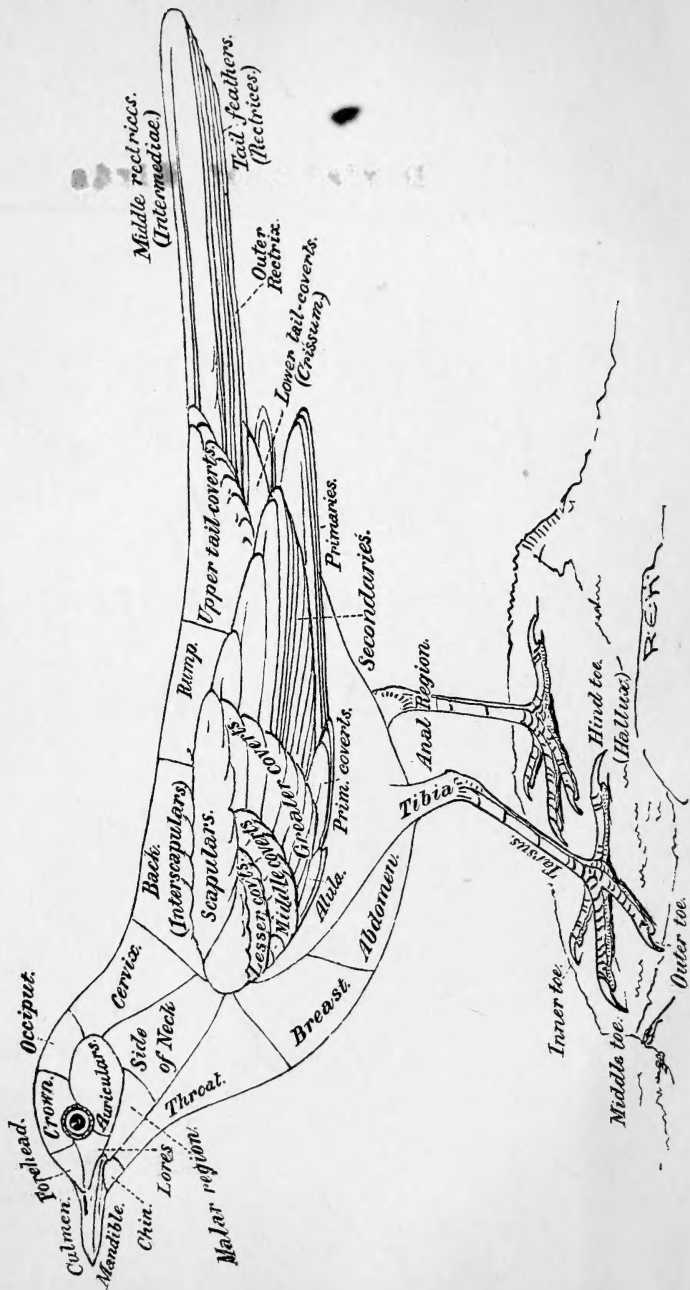 Culmen.
Forehead.
Crown.
Occiput.
Mandible.
Chin.
Lores
Malar region.
Auriculars.
Side
of Neck
Cervix.
Throat.
Breast.
Abdomen.
Back.
(Interscapulars)
Scapulars.
Lesser cov'ts.
Middle coverts.
Greater coverts.
Alula.
Prim. coverts.
Rump.
Upper tail-coverts.
Middle rectrices.
(Intermediae.)
Tail feathers.
(Rectrices.)
Outer
Rectrix.
Lower tail-coverts.
(Crissum)
Primaries.
Secondaries.
Anal Region.
Tibia
Tarsus
Inner toe.
Middle toe.
Outer toe.
Hind toe.
(Hallux)